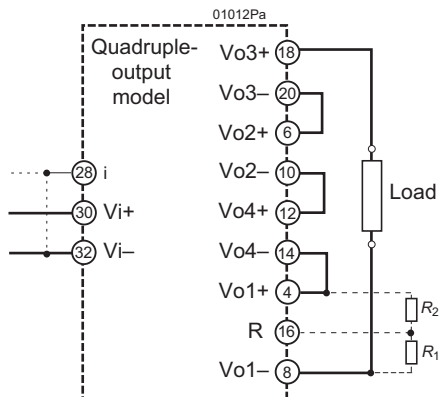 01012Pa
Quadruple-
output
model
Vo3+ 18
Vo3– 20
Vo2+ 6
28 i
Vo2– 10
Load
30 Vi+
Vo4+ 12
32 Vi–
Vo4– 14
Vo1+ 4
R2
R 16
R1
Vo1– 8